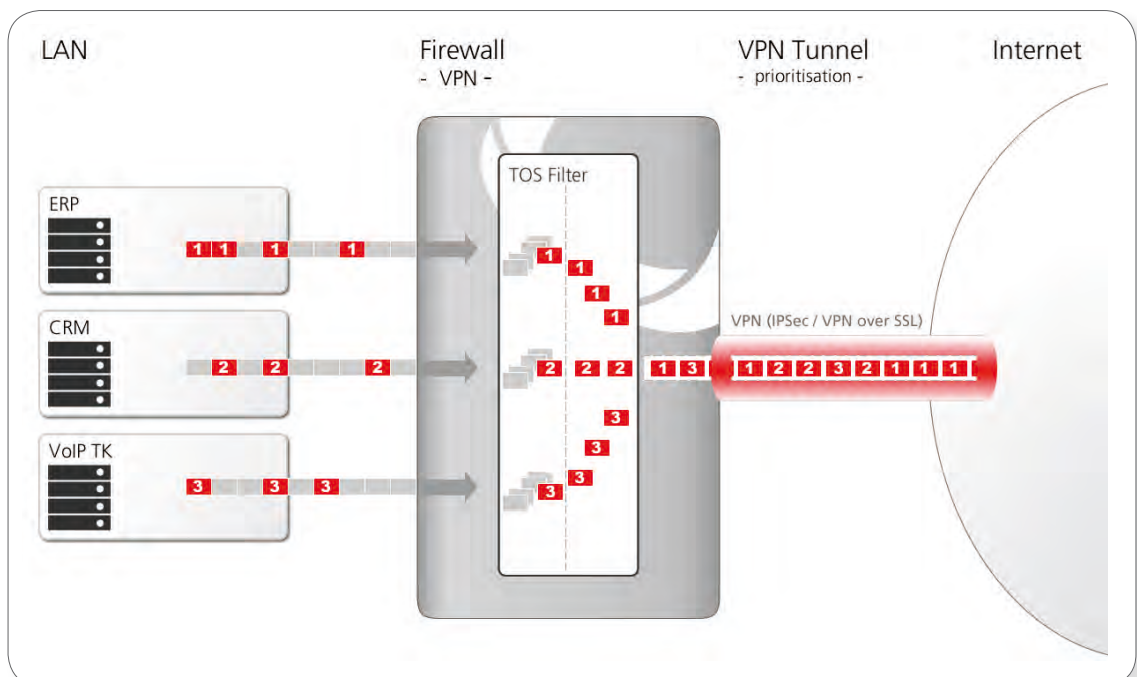 LAN
Firewall
- VPN -
VPN Tunnel
- prioritisation -
Internet
TOS Filter
ERP
1 1 1 1
1
1
1
1
VPN (IPSec / VPN over SSL)
CRM
2 2 2
2 2 2
1 3 1 2 2 3 2 1 1 1
VoIP TK
3 3 3
3
3
3
3